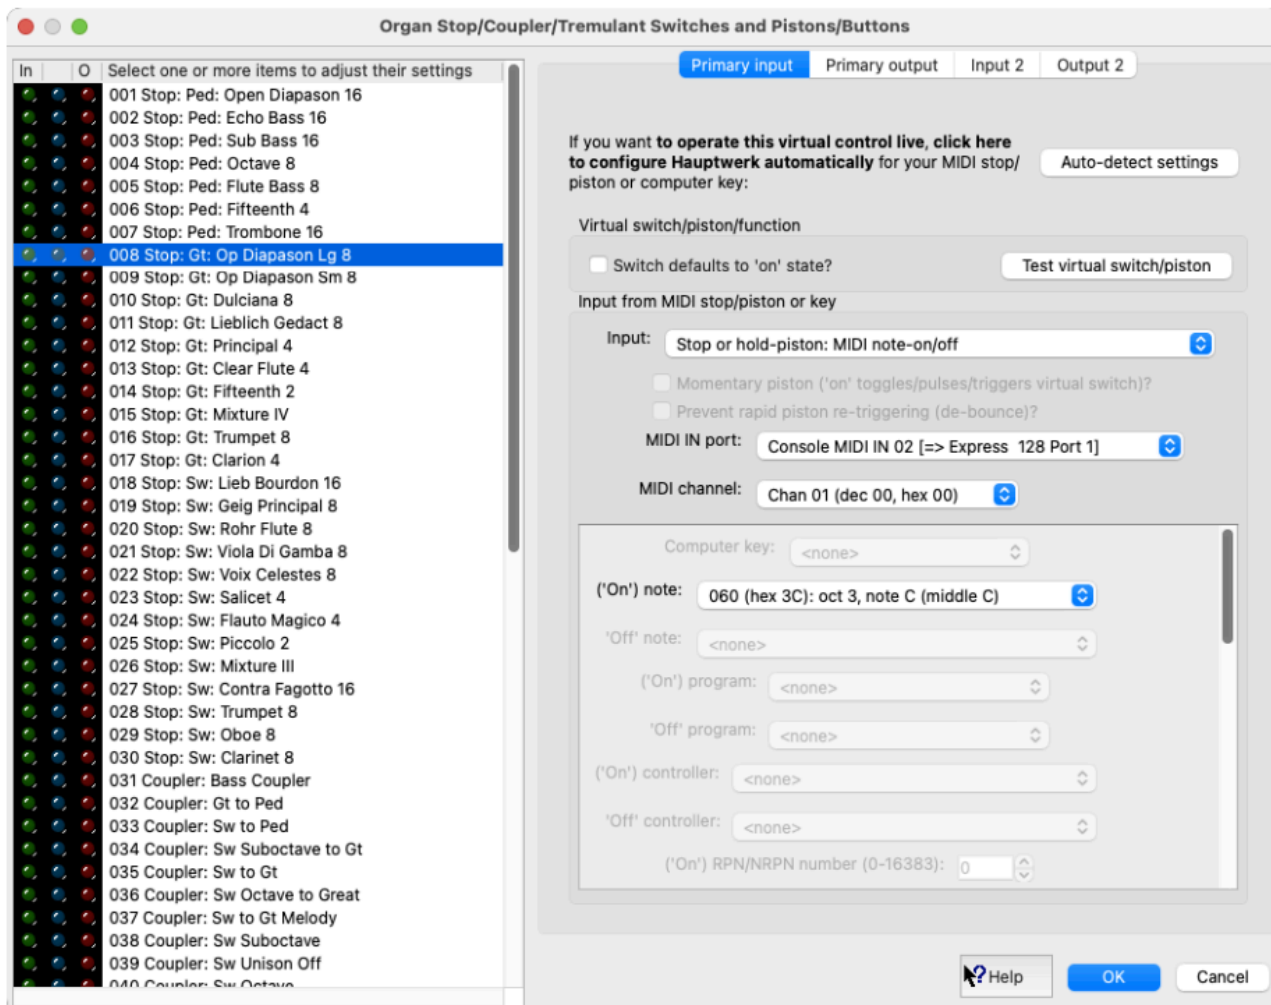 Organ Stop/Coupler/Tremulant Switches and Pistons/Buttons
In O Select one or more items to adjust their settings
001 Stop: Ped: Open Diapason 16
002 Stop: Ped: Echo Bass 16
003 Stop: Ped: Sub Bass 16
004 Stop: Ped: Octave 8
005 Stop: Ped: Flute Bass 8
006 Stop: Ped: Fifteenth 4
007 Stop: Ped: Trombone 16
008 Stop: Gt: Op Diapason Lg 8
009 Stop: Gt: Op Diapason Sm 8
010 Stop: Gt: Dulciana 8
011 Stop: Gt: Lieblich Gedact 8
012 Stop: Gt: Principal 4
013 Stop: Gt: Clear Flute 4
014 Stop: Gt: Fifteenth 2
015 Stop: Gt: Mixture IV
016 Stop: Gt: Trumpet 8
017 Stop: Gt: Clarion 4
018 Stop: Sw: Lieb Bourdon 16
019 Stop: Sw: Geig Principal 8
020 Stop: Sw: Rohr Flute 8
021 Stop: Sw: Viola Di Gamba 8
022 Stop: Sw: Voix Celestes 8
023 Stop: Sw: Salicet 4
024 Stop: Sw: Flauto Magico 4
025 Stop: Sw: Piccolo 2
026 Stop: Sw: Mixture III
027 Stop: Sw: Contra Fagotto 16
028 Stop: Sw: Trumpet 8
029 Stop: Sw: Oboe 8
030 Stop: Sw: Clarinet 8
031 Coupler: Bass Coupler
032 Coupler: Gt to Ped
033 Coupler: Sw to Ped
034 Coupler: Sw Suboctave to Gt
035 Coupler: Sw to Gt
036 Coupler: Sw Octave to Great
037 Coupler: Sw to Gt Melody
038 Coupler: Sw Suboctave
039 Coupler: Sw Unison Off
040 Coupler: Sw Octave
Primary input Primary output Input 2 Output 2
If you want to operate this virtual control live, click here
to configure Hauptwerk automatically for your MIDI stop/
piston or computer key:
Auto-detect settings
Virtual switch/piston/function
Switch defaults to 'on' state?
Test virtual switch/piston
Input from MIDI stop/piston or key
Input: Stop or hold-piston: MIDI note-on/off
Momentary piston ('on' toggles/pulses/triggers virtual switch)?
Prevent rapid piston re-triggering (de-bounce)?
MIDI IN port: Console MIDI IN 02 [=> Express 128 Port 1]
MIDI channel: Chan 01 (dec 00, hex 00)
Computer key: <none>
('On') note: 060 (hex 3C): oct 3, note C (middle C)
'Off' note: <none>
('On') program: <none>
'Off' program: <none>
('On') controller: <none>
'Off' controller: <none>
('On') RPN/NRPN number (0-16383): 0
? Help OK Cancel